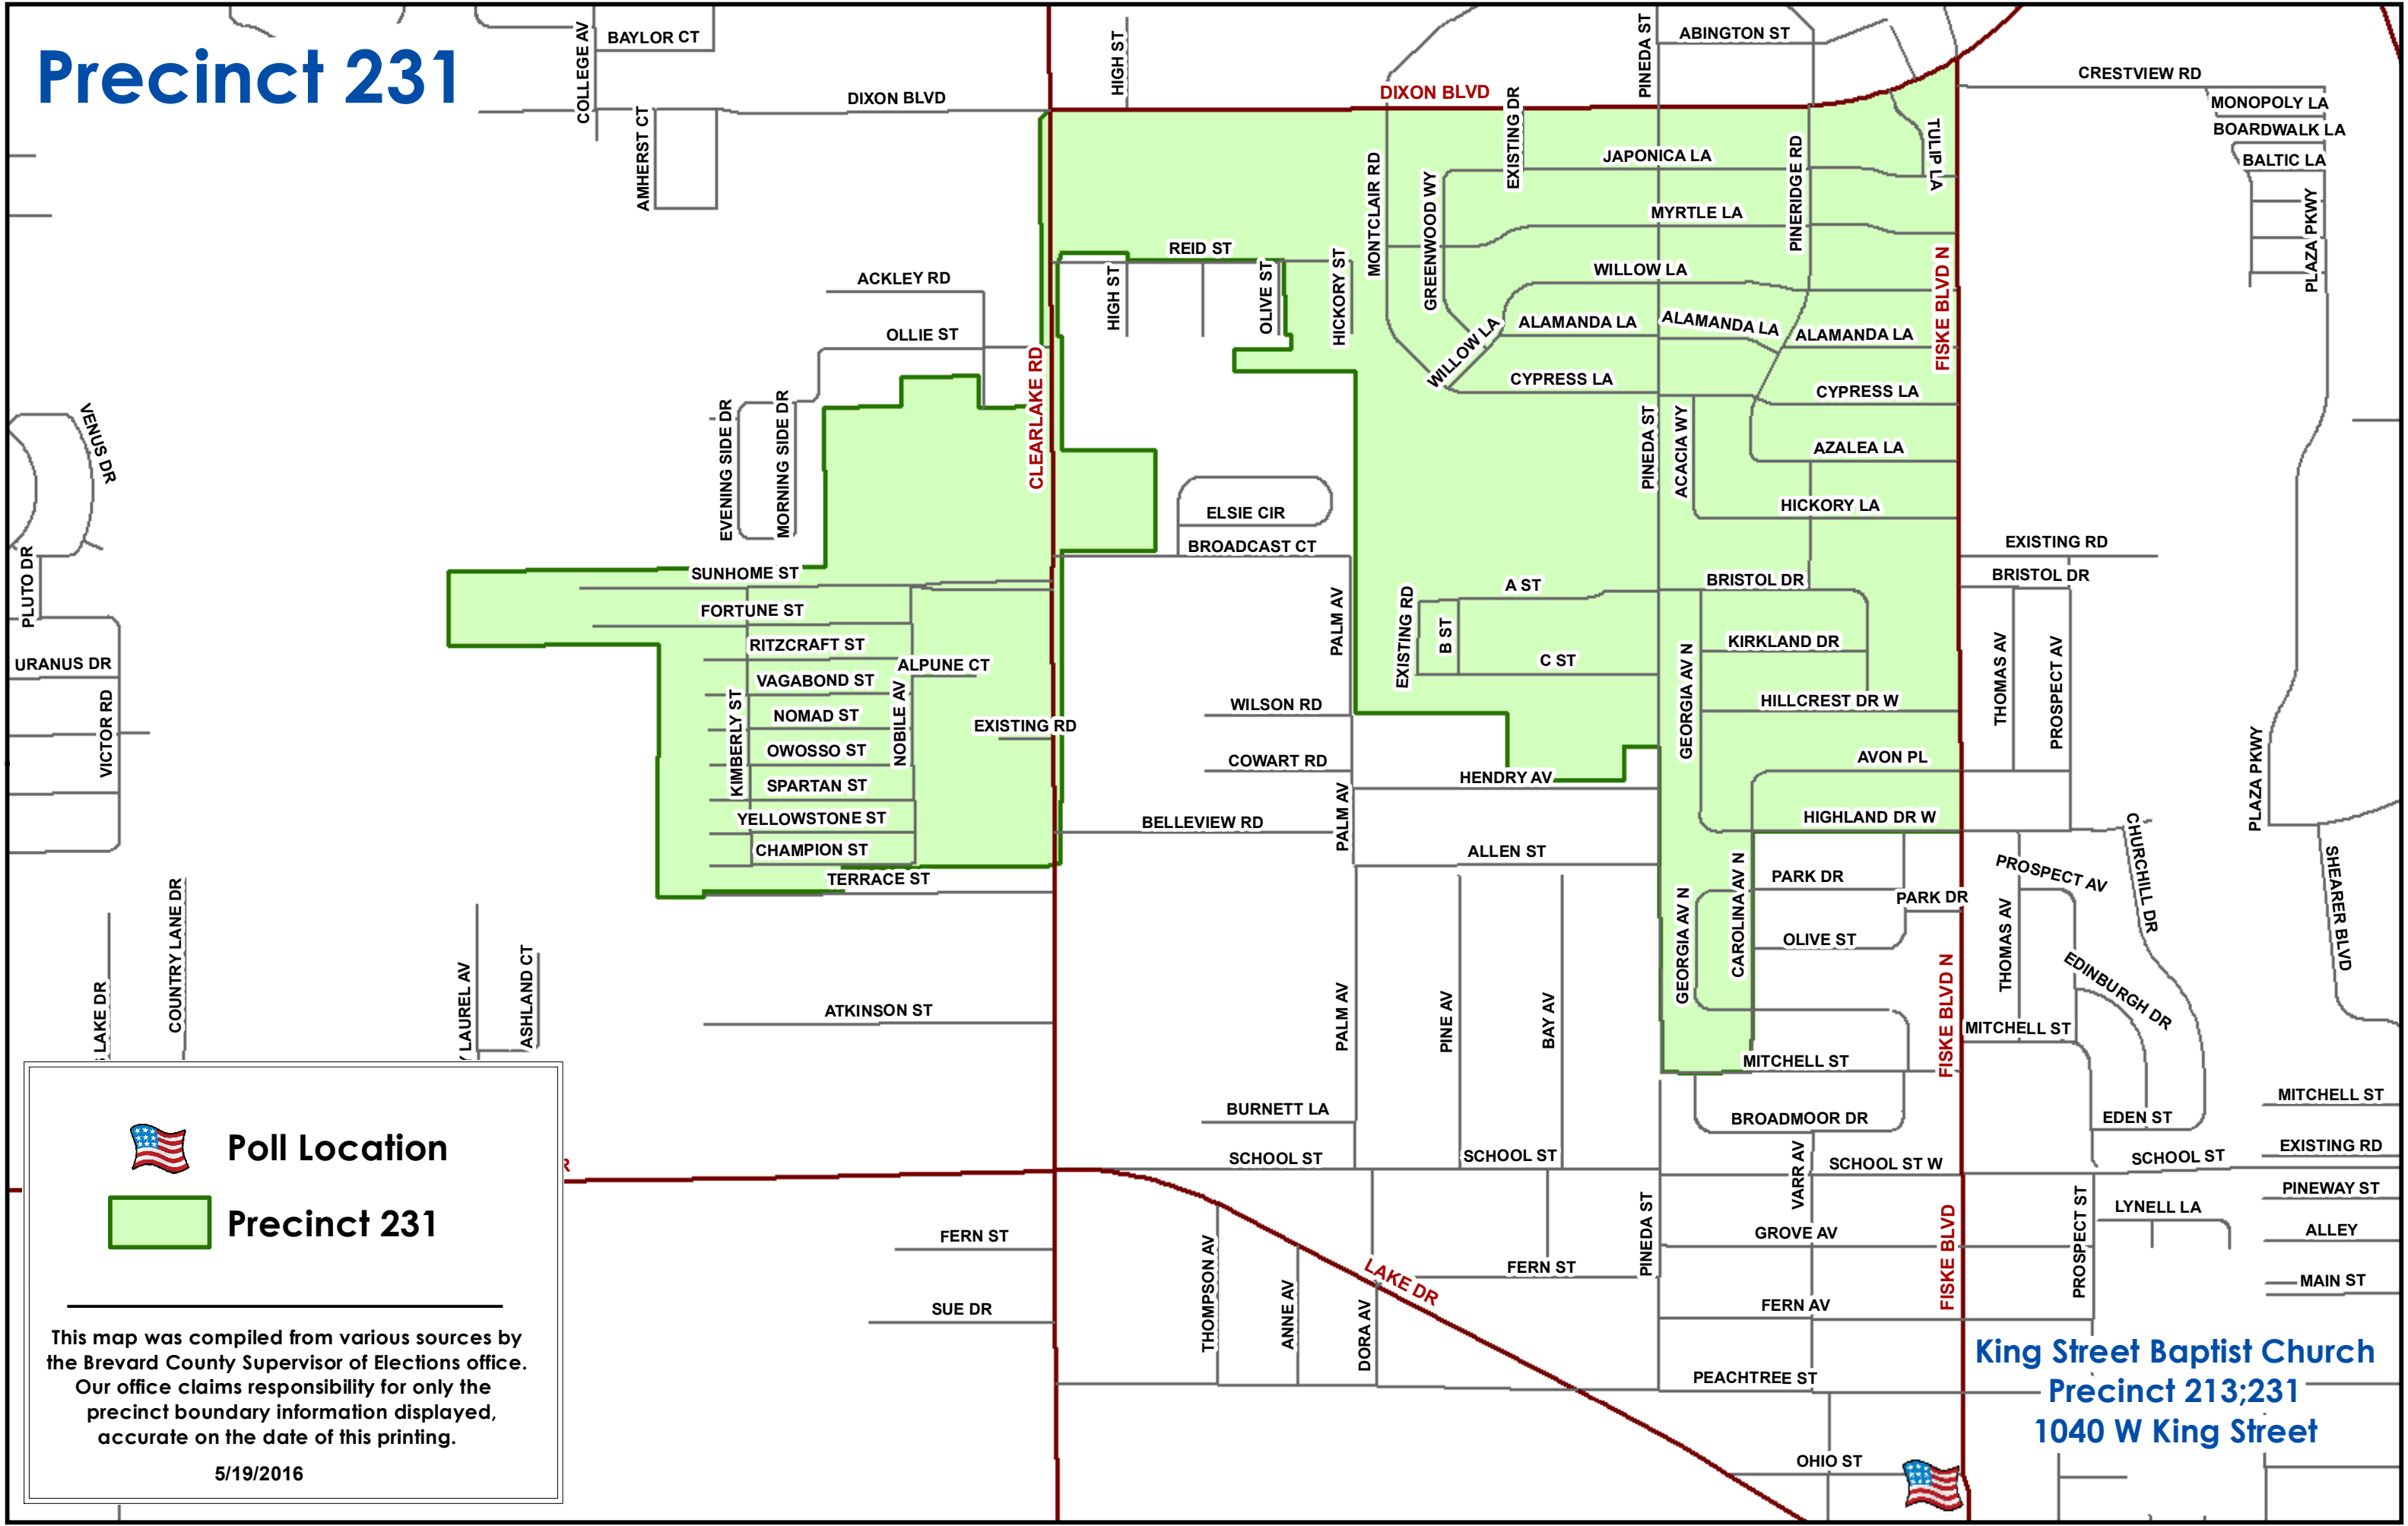 Precinct 231
COLLEGE AV
BAYLOR CT
HIGH ST
PINEDA ST
ABINGTON ST
CRESTVIEW RD
MONOPOLY LA
BOARDWALK LA
BALTIC LA
PLAZA PKWY
DIXON BLVD
DIXON BLVD
AMHERST CT
EXISTING DR
TULIP LA
JAPONICA LA
PINERIDGE RD
MONTCLAIR RD
GREENWOOD WY
MYRTLE LA
REID ST
HIGH ST
OLIVE ST
HICKORY ST
ACKLEY RD
OLLIE ST
WILLOW LA
FISKE BLVD N
WILLOW LA
ALAMANDA LA
ALAMANDA LA
ALAMANDA LA
CLEARLAKE RD
CYPRESS LA
CYPRESS LA
VENUS DR
EVENING SIDE DR
MORNING SIDE DR
PINEDA ST
ACACIA WY
AZALEA LA
HICKORY LA
ELSIE CIR
BROADCAST CT
EXISTING RD
BRISTOL DR
PLUTO DR
SUNHOME ST
A ST
BRISTOL DR
FORTUNE ST
PALM AV
EXISTING RD
B ST
KIRKLAND DR
THOMAS AV
PROSPECT AV
RITZCRAFT ST
ALPUNE CT
C ST
URANUS DR
VICTOR RD
VAGABOND ST
KIMBERLY ST
NOBILE AV
NOMAD ST
EXISTING RD
WILSON RD
GEORGIA AV N
HILLCREST DR W
OWOSSO ST
COWART RD
HENDRY AV
AVON PL
PLAZA PKWY
SPARTAN ST
PALM AV
YELLOWSTONE ST
BELLEVIEW RD
HIGHLAND DR W
CHURCHILL DR
CHAMPION ST
ALLEN ST
TERRACE ST
CAROLINA AV N
PARK DR
PARK DR
PROSPECT AV
SHEARER BLVD
COUNTRY LANE DR
LAUREL AV
ASHLAND CT
LAKE DR
GEORGIA AV N
OLIVE ST
THOMAS AV
EDINBURGH DR
ATKINSON ST
PALM AV
PINE AV
BAY AV
FISKE BLVD N
MITCHELL ST
MITCHELL ST
MITCHELL ST
BURNETT LA
BROADMOOR DR
EDEN ST
EXISTING RD
SCHOOL ST
SCHOOL ST
VARR AV
SCHOOL ST W
SCHOOL ST
PINEWAY ST
PINEDA ST
PROSPECT ST
LYNELL LA
ALLEY
FERN ST
THOMPSON AV
LAKE DR
FERN ST
GROVE AV
FISKE BLVD
MAIN ST
SUE DR
ANNE AV
DORA AV
FERN AV
PEACHTREE ST
OHIO ST
King Street Baptist Church
Precinct 213;231
1040 W King Street
Poll Location
Precinct 231
This map was compiled from various sources by
the Brevard County Supervisor of Elections office.
Our office claims responsibility for only the
precinct boundary information displayed,
accurate on the date of this printing.
5/19/2016